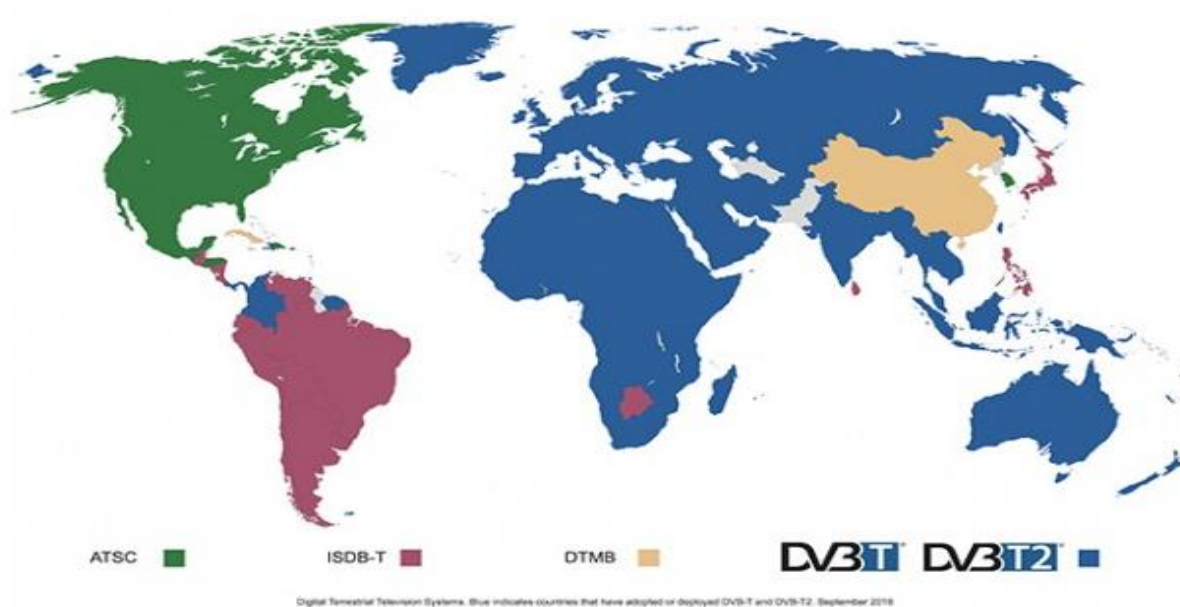 ATSC ISDB-T DTMB DVB T DVB T2
Digital Terrestrial Television Systems. Blue indicates countries that have adopted or deployed DVB-T and DVB-T2. September 2018